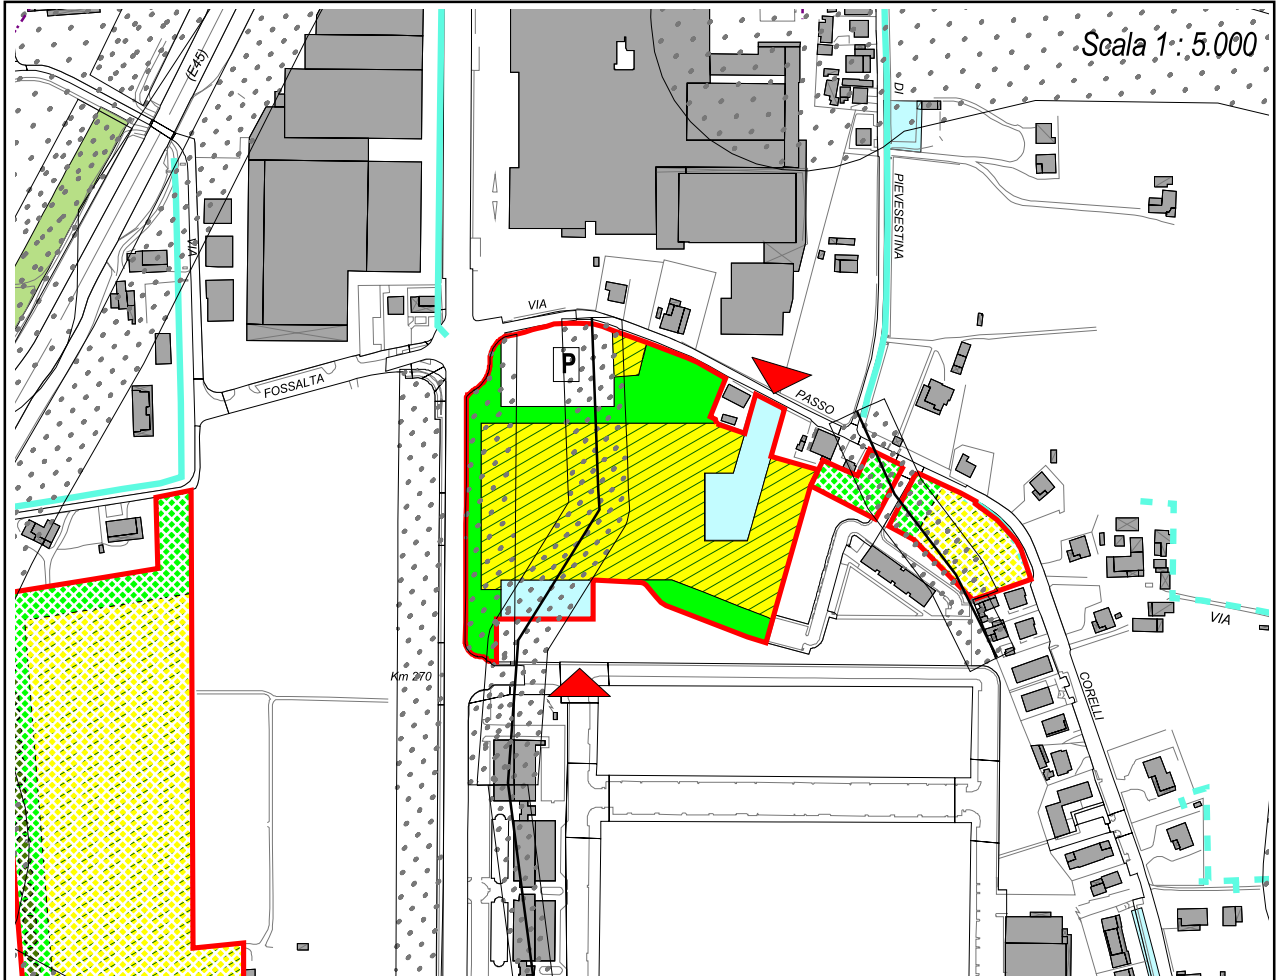 Scala 1 : 5.000
(E45)
DI
PIEVESESTINA
VIA
VIA
P
FOSSALTA
PASSO
VIA
Km 270
CORELLI